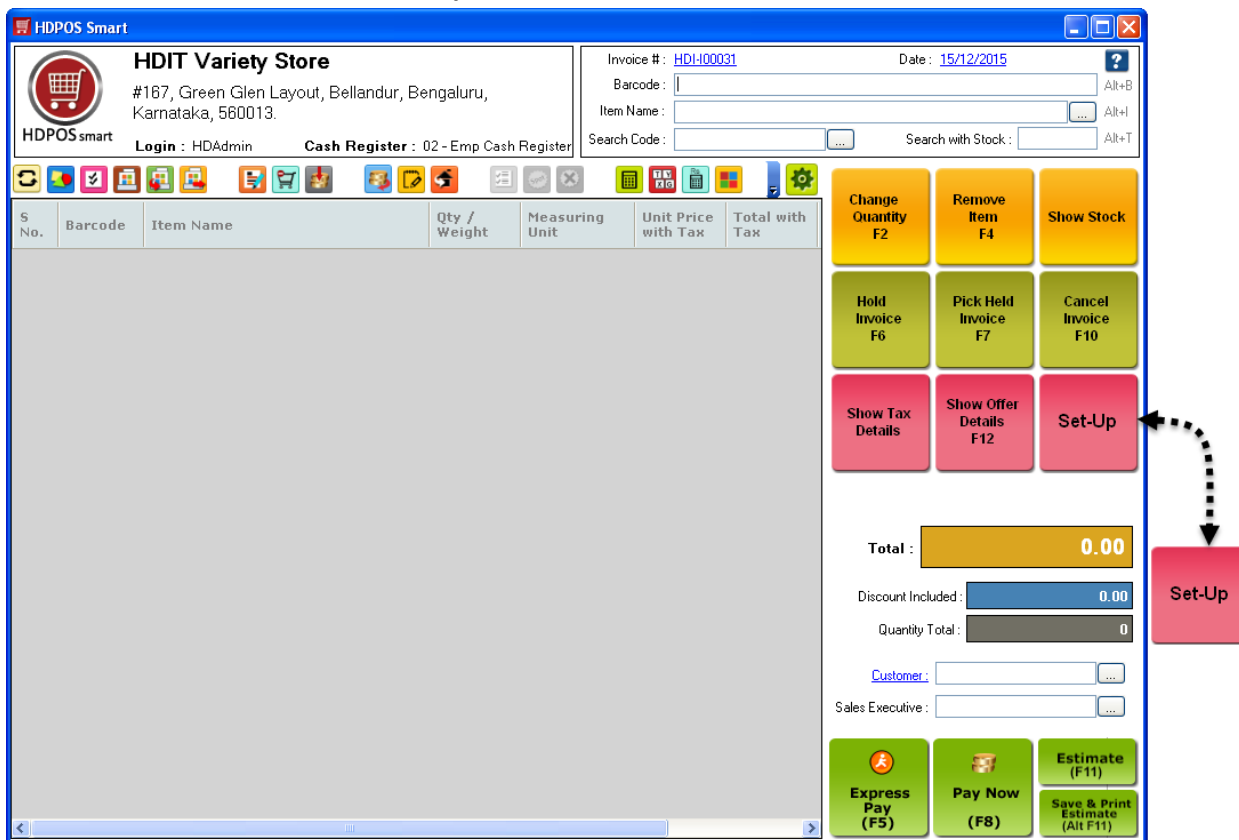 HDPOS Smart
HDIT Variety Store
#167, Green Glen Layout, Bellandur, Bengaluru,
Karnataka, 560013.
HDPOS smart
Login : HDAdmin Cash Register : 02 - Emp Cash Register
Invoice # : HDI-I00031 Date : 15/12/2015 ?
Barcode : Alt+B
Item Name : ... Alt+I
Search Code : ... Search with Stock : Alt+T
S No. Barcode Item Name Qty / Weight Measuring Unit Unit Price with Tax Total with Tax
Change Quantity F2
Remove Item F4
Show Stock
Hold Invoice F6
Pick Held Invoice F7
Cancel Invoice F10
Show Tax Details
Show Offer Details F12
Set-Up
Total : 0.00
Discount Included : 0.00
Set-Up
Quantity Total : 0
Customer : ...
Sales Executive : ...
Express Pay (F5)
Pay Now (F8)
Estimate (F11)
Save & Print Estimate (Alt F11)